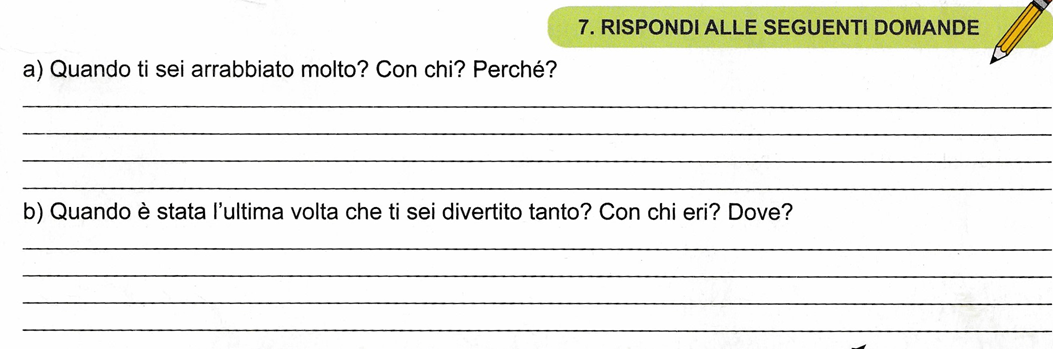 7. RISPONDI ALLE SEGUENTI DOMANDE
a) Quando ti sei arrabbiato molto? Con chi? Perché?
b) Quando è stata l'ultima volta che ti sei divertito tanto? Con chi eri? Dove?